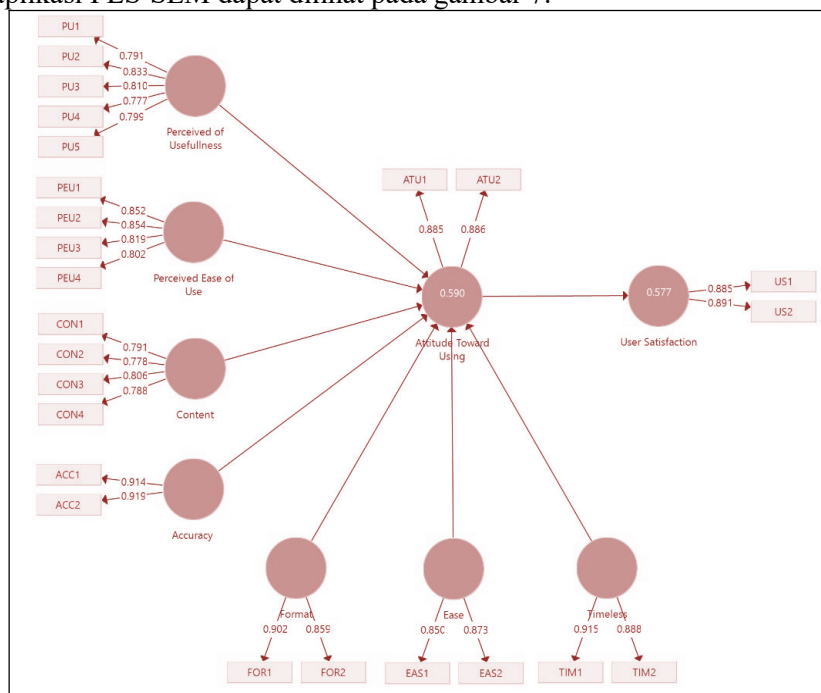 aplikasi PLS-SEM dapat dilihat pada gambar 7.
PU1
PU2
PU3
PU4
PU5
0.791
0.833
0.810
0.777
0.799
Perceived of
Usefullness
PEU1
PEU2
PEU3
PEU4
0.852
0.854
0.819
0.802
Perceived Ease of
Use
CON1
CON2
CON3
CON4
0.791
0.778
0.806
0.788
Content
ACC1
ACC2
0.914
0.919
Accuracy
ATU1
ATU2
0.885
0.886
0.590
Attitude Toward
Using
0.577
User Satisfaction
0.885
0.891
US1
US2
Format
0.902
0.859
FOR1
FOR2
Ease
0.850
0.873
EAS1
EAS2
Timeless
0.915
0.888
TIM1
TIM2